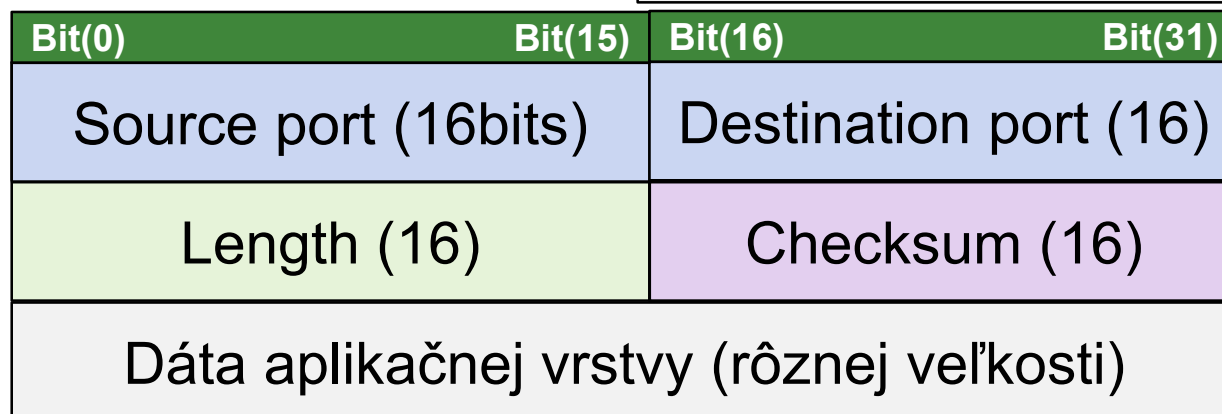 Bit(0) Bit(15) Bit(16) Bit(31)
Source port (16bits) Destination port (16)
Length (16) Checksum (16)
Dáta aplikačnej vrstvy (rôznej veľkosti)